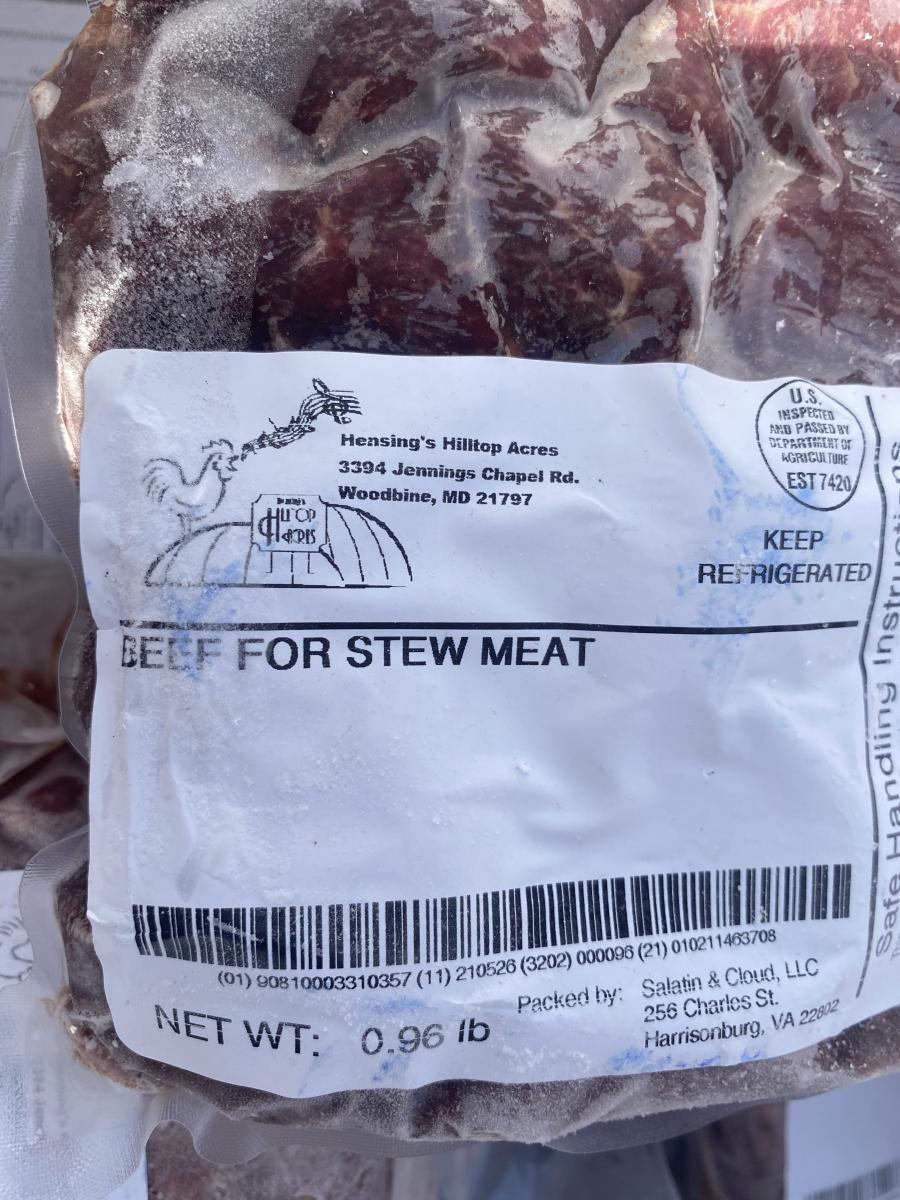 Hensing's Hilltop Acres
3394 Jennings Chapel Rd.
Woodbine, MD 21797
U.S.
INSPECTED
AND PASSED BY
DEPARTMENT OF
AGRICULTURE
EST 7420
KEEP
REFRIGERATED
BEEF FOR STEW MEAT
(01) 90810003310357 (11) 210526 (3202) 000096 (21) 010211463708
NET WT: 0.96 lb
Packed by: Salatin & Cloud, LLC
256 Charles St.
Harrisonburg, VA 22802
Safe Handling Instructions